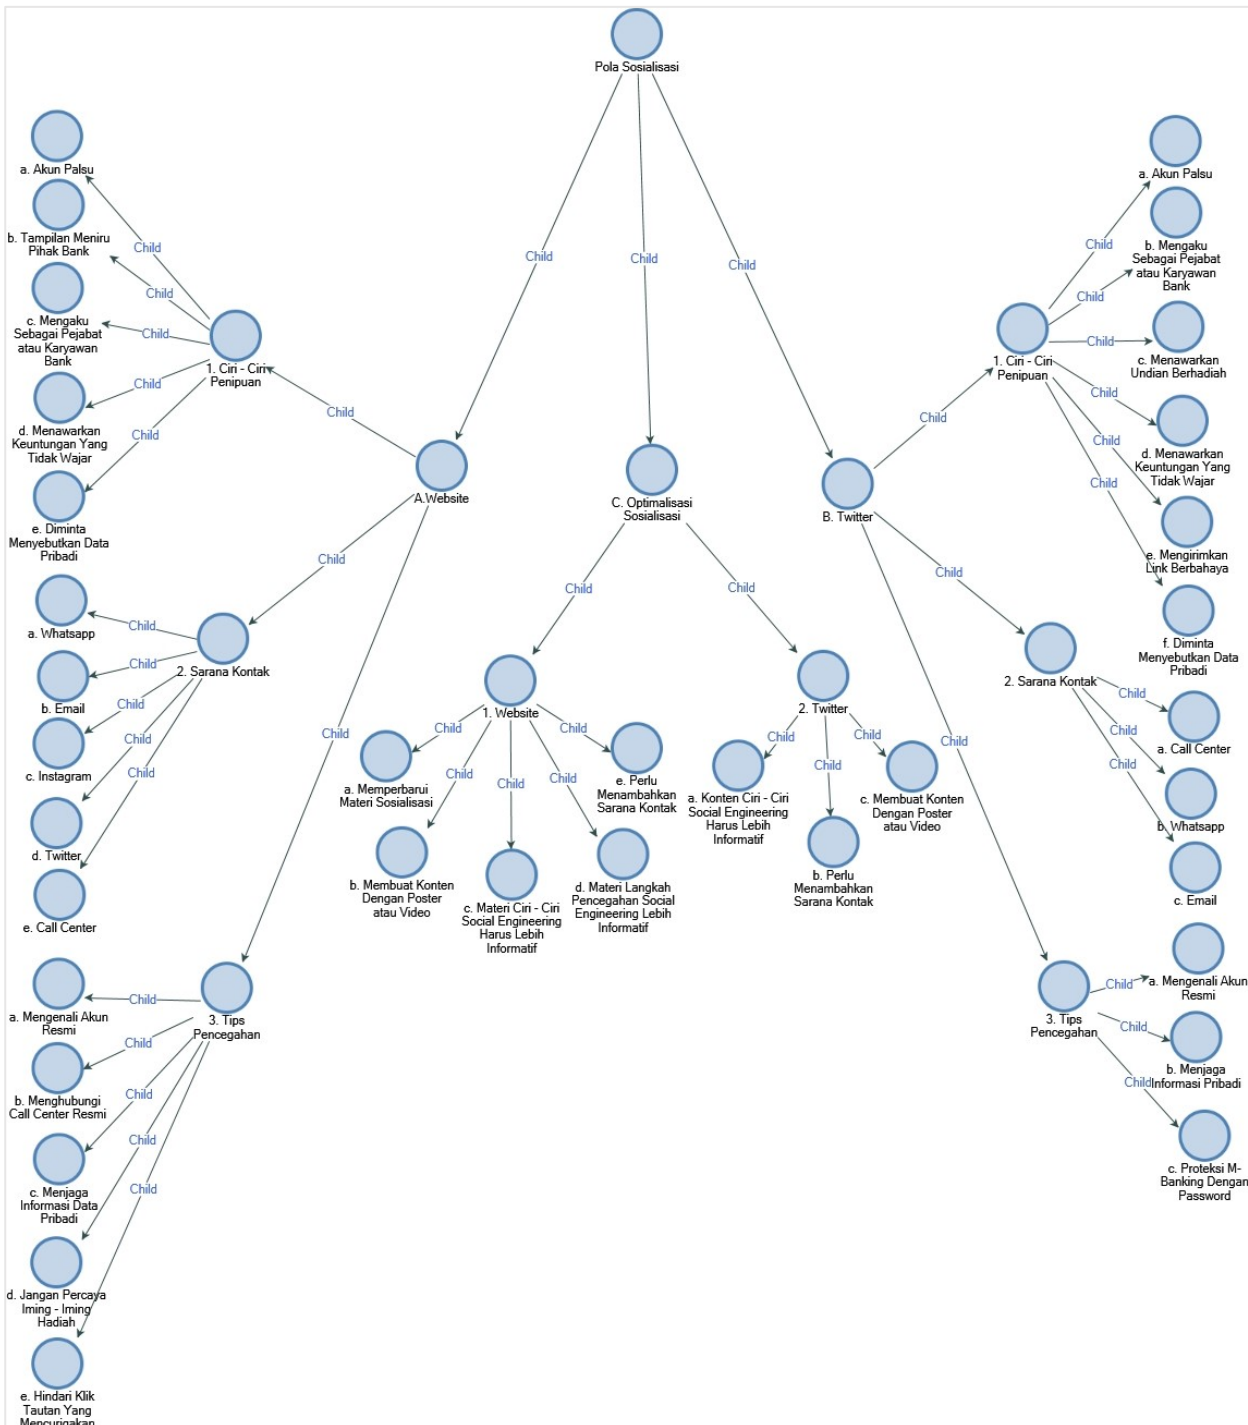 Pola Sosialisasi
Child
Child
Child
A.Website
Child
Child
Child
1. Ciri - Ciri
Penipuan
Child
Child
Child
Child
Child
a. Akun Palsu
b. Tampilan Meniru
Pihak Bank
c. Mengaku
Sebagai Pejabat
atau Karyawan
Bank
d. Menawarkan
Keuntungan Yang
Tidak Wajar
e. Diminta
Menyebutkan Data
Pribadi
2. Sarana Kontak
Child
Child
Child
Child
Child
a. Whatsapp
b. Email
c. Instagram
d. Twitter
e. Call Center
3. Tips
Pencegahan
Child
Child
Child
Child
Child
a. Mengenali Akun
Resmi
b. Menghubungi
Call Center Resmi
c. Menjaga
Informasi Data
Pribadi
d. Jangan Percaya
Iming - Iming
Hadiah
e. Hindari Klik
Tautan Yang
Mencurigakan
C. Optimalisasi
Sosialisasi
Child
Child
1. Website
Child
Child
Child
Child
Child
a. Memperbarui
Materi Sosialisasi
b. Membuat Konten
Dengan Poster
atau Video
c. Materi Ciri - Ciri
Social Engineering
Harus Lebih
Informatif
d. Materi Langkah
Pencegahan Social
Engineering Lebih
Informatif
e. Perlu
Menambahkan
Sarana Kontak
2. Twitter
Child
Child
Child
a. Konten Ciri - Ciri
Social Engineering
Harus Lebih
Informatif
b. Perlu
Menambahkan
Sarana Kontak
c. Membuat Konten
Dengan Poster
atau Video
B. Twitter
Child
Child
Child
1. Ciri - Ciri
Penipuan
Child
Child
Child
Child
Child
Child
a. Akun Palsu
b. Mengaku
Sebagai Pejabat
atau Karyawan
Bank
c. Menawarkan
Undian Berhadiah
d. Menawarkan
Keuntungan Yang
Tidak Wajar
e. Mengirimkan
Link Berbahaya
f. Diminta
Menyebutkan Data
Pribadi
2. Sarana Kontak
Child
Child
Child
a. Call Center
b. Whatsapp
c. Email
3. Tips
Pencegahan
Child
Child
Child
a. Mengenali Akun
Resmi
b. Menjaga
Informasi Pribadi
c. Proteksi M-
Banking Dengan
Password